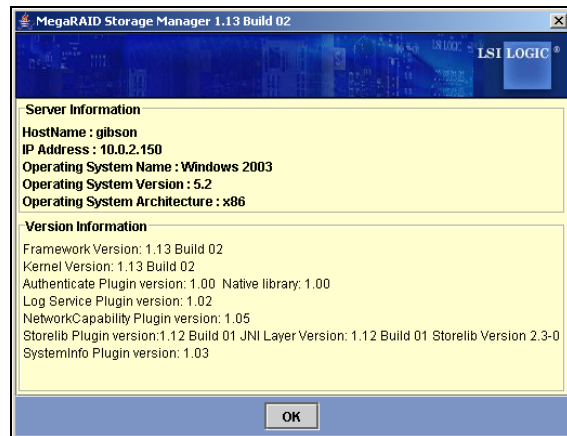 MegaRAID Storage Manager 1.13 Build 02
LSI LOGIC ®
Server Information
HostName : gibson
IP Address : 10.0.2.150
Operating System Name : Windows 2003
Operating System Version : 5.2
Operating System Architecture : x86
Version Information
Framework Version: 1.13 Build 02
Kernel Version: 1.13 Build 02
Authenticate Plugin version: 1.00 Native library: 1.00
Log Service Plugin version: 1.02
NetworkCapability Plugin version: 1.05
Storelib Plugin version:1.12 Build 01 JNI Layer Version: 1.12 Build 01 Storelib Version 2.3-0
SystemInfo Plugin version: 1.03
OK